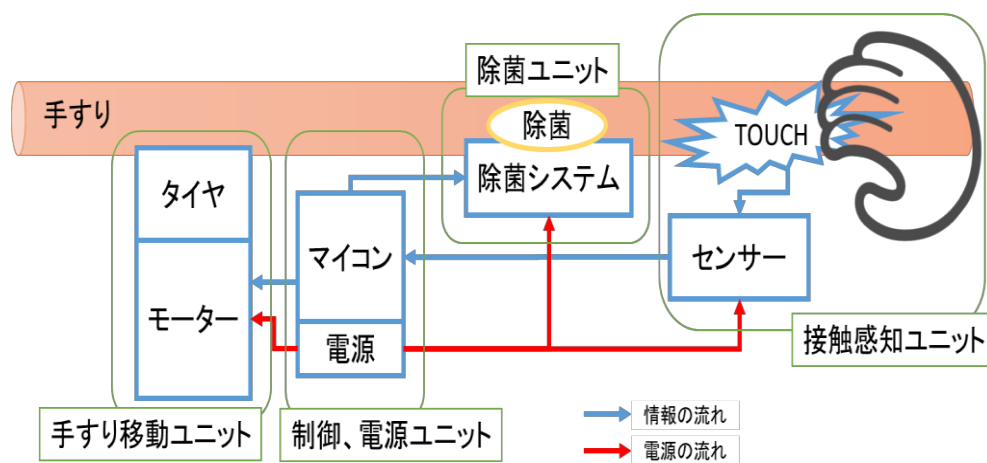 除菌ユニット
手すり
除菌
TOUCH
タイヤ
除菌システム
マイコン
センサー
モーター
電源
接触感知ユニット
手すり移動ユニット
制御、電源ユニット
情報の流れ
電源の流れ